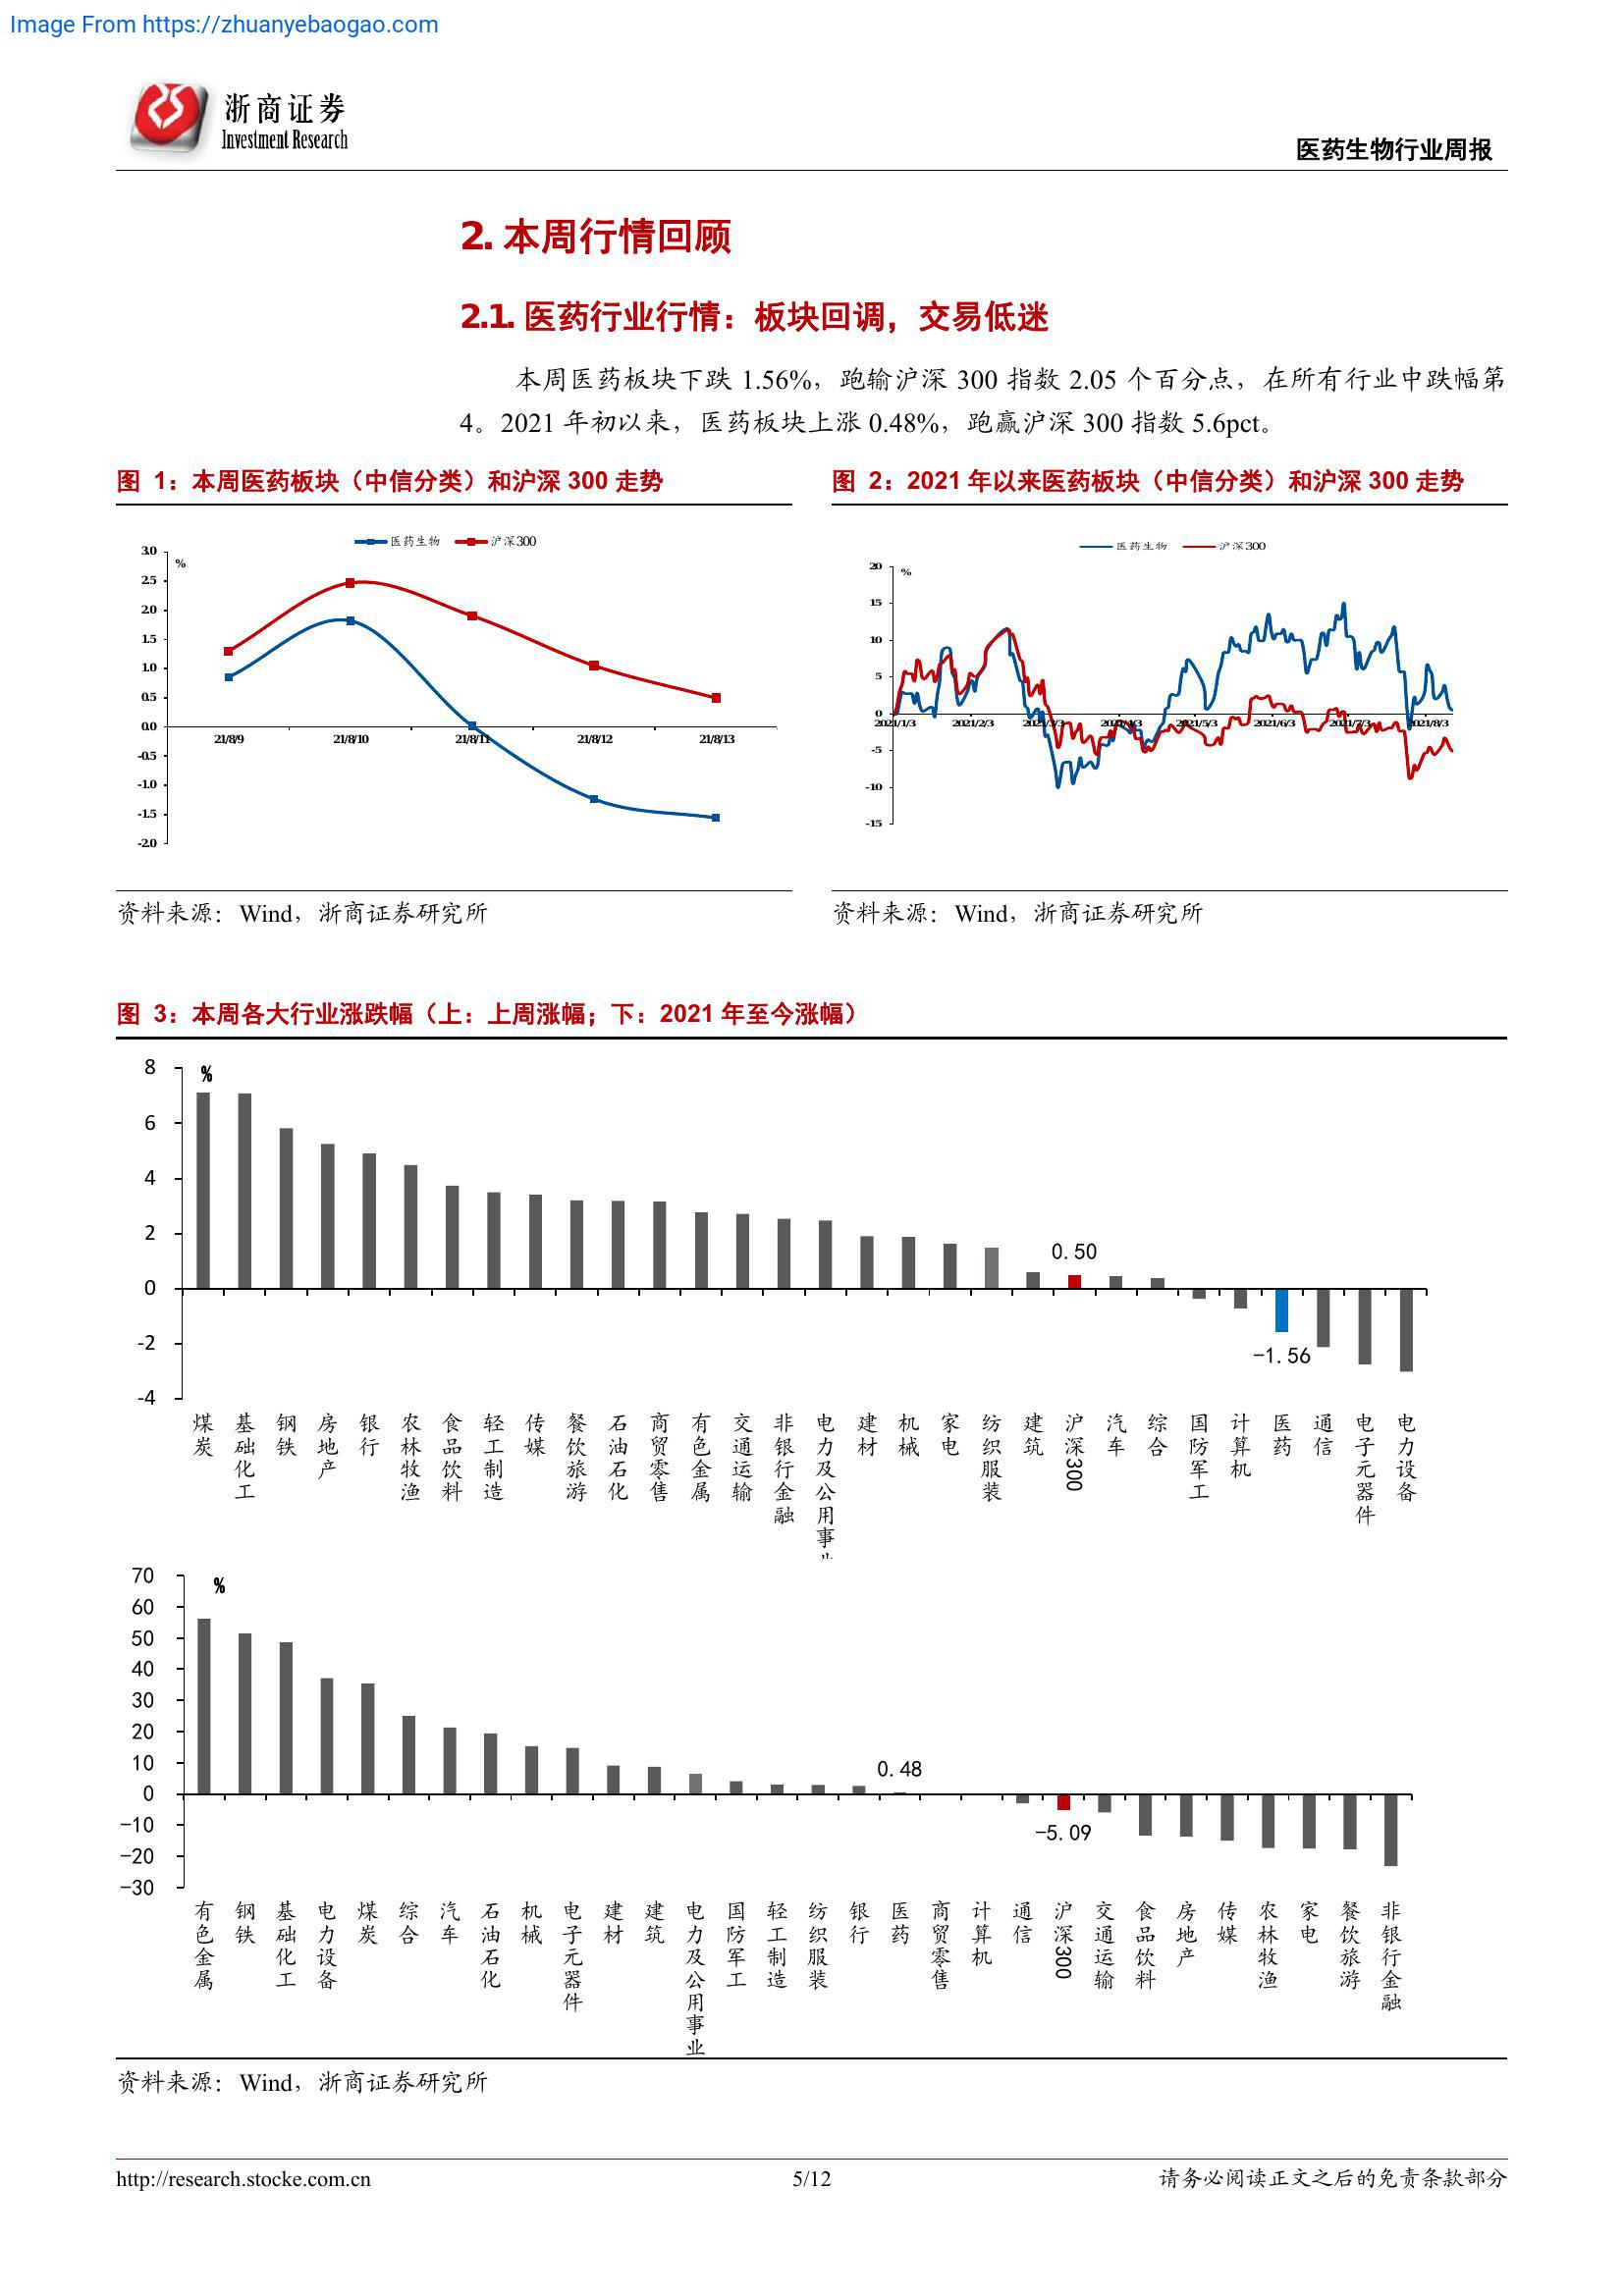 Image From https://zhuanyebaogao.com
浙商证券
Investment Research
医药生物行业周报
2. 本周行情回顾
2.1. 医药行业行情：板块回调，交易低迷
本周医药板块下跌 1.56%，跑输沪深 300 指数 2.05 个百分点，在所有行业中跌幅第
4。2021 年初以来，医药板块上涨 0.48%，跑赢沪深 300 指数 5.6pct。
图 1：本周医药板块（中信分类）和沪深 300 走势
医药生物 沪深300
%
3.0
2.5
2.0
1.5
1.0
0.5
0.0
-0.5
-1.0
-1.5
-2.0
21/8/9 21/8/10 21/8/11 21/8/12 21/8/13
资料来源：Wind，浙商证券研究所
图 2：2021 年以来医药板块（中信分类）和沪深 300 走势
医药生物 沪深300
%
20
15
10
5
0
-5
-10
-15
2021/1/3 2021/2/3 2021/3/3 2021/4/3 2021/5/3 2021/6/3 2021/7/3 2021/8/3
资料来源：Wind，浙商证券研究所
图 3：本周各大行业涨跌幅（上：上周涨幅；下：2021 年至今涨幅）
%
8
6
4
2
0
-2
-4
0.50
-1.56
煤炭 基础化工 钢铁 房地产 银行 农林牧渔 食品饮料 轻工制造 传媒 餐饮旅游 石油石化 商贸零售 有色金属 交通运输 非银行金融 电力及公用事 建材 机械 家电 纺织服装 建筑 沪深300 汽车 综合 国防军工 计算机 医药 通信 电子元器件 电力设备
%
70
60
50
40
30
20
10
0
-10
-20
-30
0.48
-5.09
有色金属 钢铁 基础化工 电力设备 煤炭 综合 汽车 石油石化 机械 电子元器件 建材 建筑 电力及公用事业 国防军工 轻工制造 纺织服装 银行 医药 商贸零售 计算机 通信 沪深300 交通运输 食品饮料 房地产 传媒 农林牧渔 家电 餐饮旅游 非银行金融
资料来源：Wind，浙商证券研究所
http://research.stocke.com.cn 5/12 请务必阅读正文之后的免责条款部分